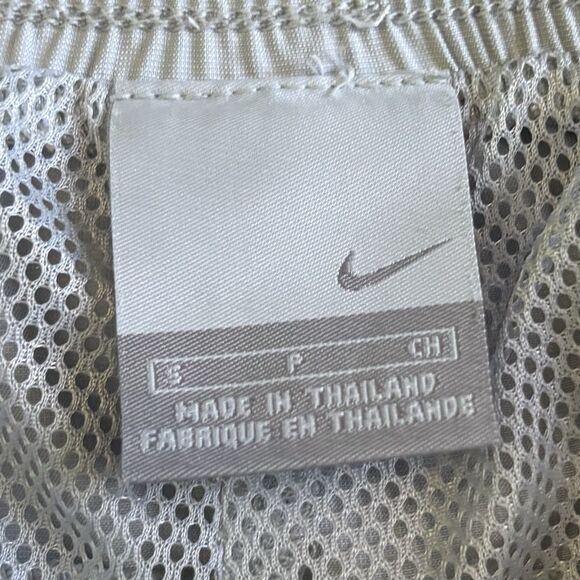 S P CH
MADE IN THAILAND
FABRIQUE EN THAILANDE